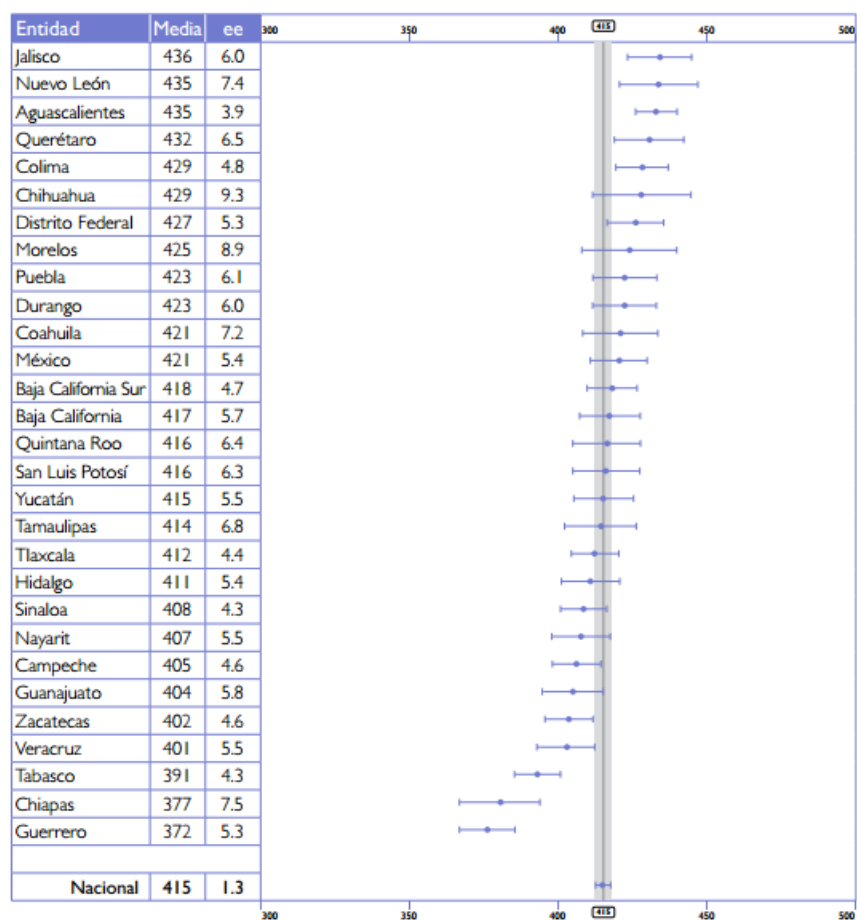 Entidad Media ee 300 350 400 415 450 500
Jalisco 436 6.0
Nuevo León 435 7.4
Aguascalientes 435 3.9
Querétaro 432 6.5
Colima 429 4.8
Chihuahua 429 9.3
Distrito Federal 427 5.3
Morelos 425 8.9
Puebla 423 6.1
Durango 423 6.0
Coahuila 421 7.2
México 421 5.4
Baja California Sur 418 4.7
Baja California 417 5.7
Quintana Roo 416 6.4
San Luis Potosí 416 6.3
Yucatán 415 5.5
Tamaulipas 414 6.8
Tlaxcala 412 4.4
Hidalgo 411 5.4
Sinaloa 408 4.3
Nayarit 407 5.5
Campeche 405 4.6
Guanajuato 404 5.8
Zacatecas 402 4.6
Veracruz 401 5.5
Tabasco 391 4.3
Chiapas 377 7.5
Guerrero 372 5.3
Nacional 415 1.3
300 350 400 415 450 500